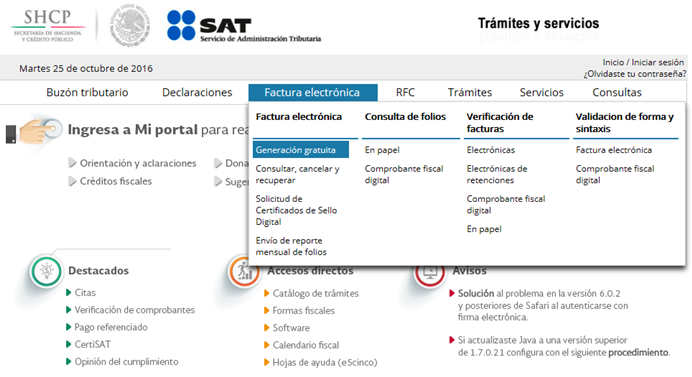 SHCP
SECRETARÍA DE HACIENDA
Y CRÉDITO PÚBLICO
SAT
Servicio de Administración Tributaria
Trámites y servicios
Martes 25 de octubre de 2016
Inicio / Iniciar sesión
¿Olvidaste tu contraseña?
Buzón tributario
Declaraciones
Factura electrónica
RFC
Trámites
Servicios
Consultas
Ingresa a Mi portal para rea
Orientación y aclaraciones
Dona
Créditos fiscales
Suger
Factura electrónica
Generación gratuita
Consultar, cancelar y
recuperar
Solicitud de
Certificados de Sello
Digital
Envío de reporte
mensual de folios
Consulta de folios
En papel
Comprobante fiscal
digital
Verificación de
facturas
Electrónicas
Electrónicas de
retenciones
Comprobante fiscal
digital
En papel
Validacion de forma y
sintaxis
Factura electrónica
Comprobante fiscal
digital
Destacados
Citas
Verificación de comprobantes
Pago referenciado
CertiSAT
Opinión del cumplimiento
Accesos directos
Catálogo de trámites
Formas fiscales
Software
Calendario fiscal
Hojas de ayuda (eScinco)
Avisos
Solución al problema en la versión 6.0.2
y posteriores de Safari al autenticarse con
firma electrónica.
Si actualizaste Java a una versión superior
de 1.7.0.21 configura con el siguiente procedimiento.